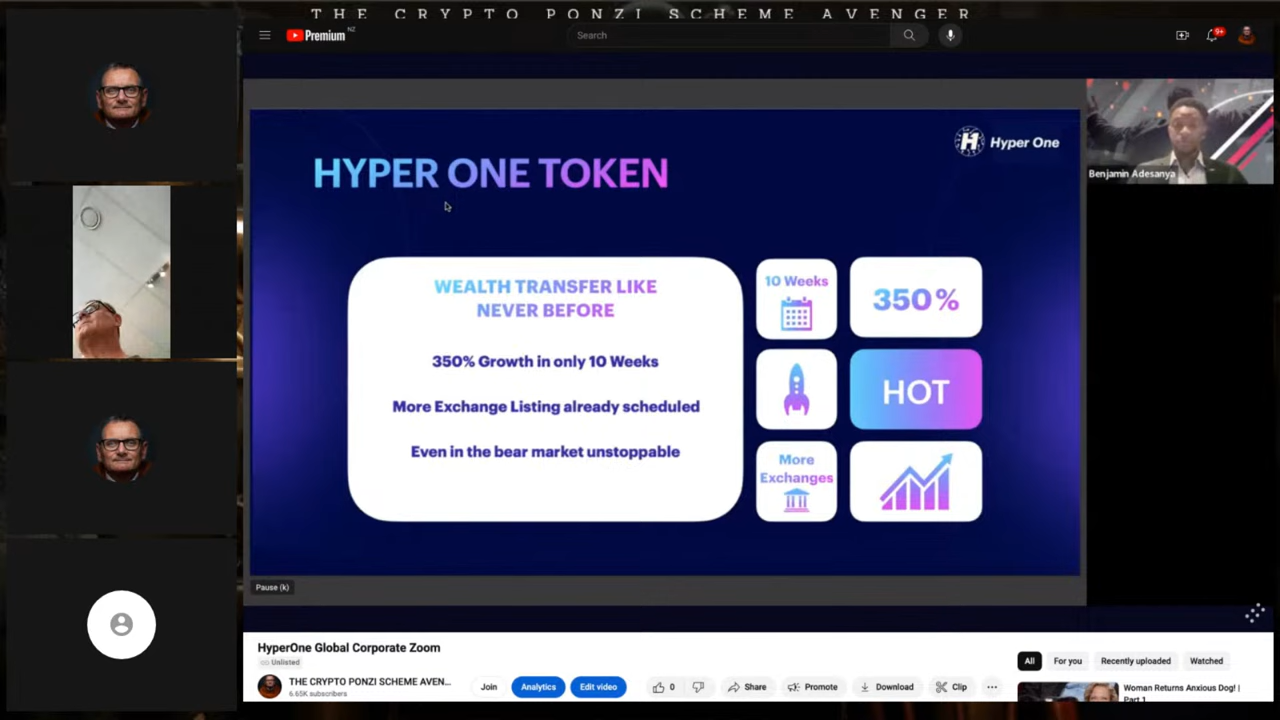 THE CRYPTO PONZI SCHEME AVENGER
Premium NZ
Search
9+
Hyper One
HYPER ONE TOKEN
Benjamin Adesanya
WEALTH TRANSFER LIKE
NEVER BEFORE
350% Growth in only 10 Weeks
More Exchange Listing already scheduled
Even in the bear market unstoppable
10 Weeks
350%
HOT
More
Exchanges
Pause (k)
HyperOne Global Corporate Zoom
Unlisted
THE CRYPTO PONZI SCHEME AVEN...
6.65K subscribers
Join
Analytics
Edit video
0
Share
Promote
Download
Clip
All
For you
Recently uploaded
Watched
Woman Returns Anxious Dog! |
Part 1